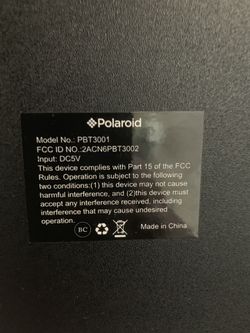 Polaroid
Model No.: PBT3001
FCC ID NO.:2ACN6PBT3002
Input: DC5V
This device complies with Part 15 of the FCC
Rules. Operation is subject to the following
two conditions:(1) this device may not cause
harmful interference, and (2)this device must
accept any interference received, including
interference that may cause undesired
operation.
BC
Made in China